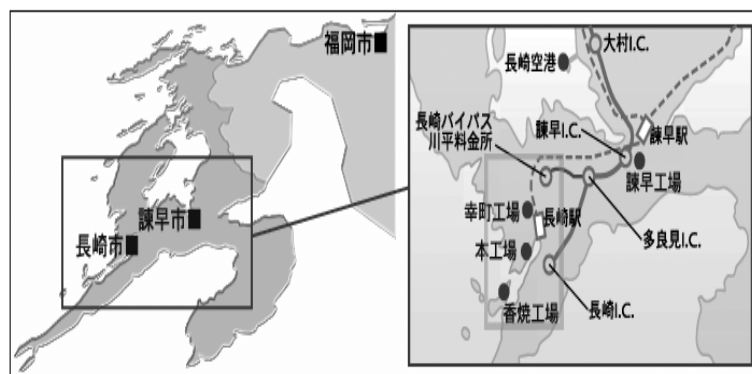 福岡市
諫早市
長崎市
大村I.C.
長崎空港
長崎バイパス
川平料金所
諫早I.C.
諫早駅
諫早工場
幸町工場
長崎駅
多良見I.C.
本工場
香焼工場
長崎I.C.